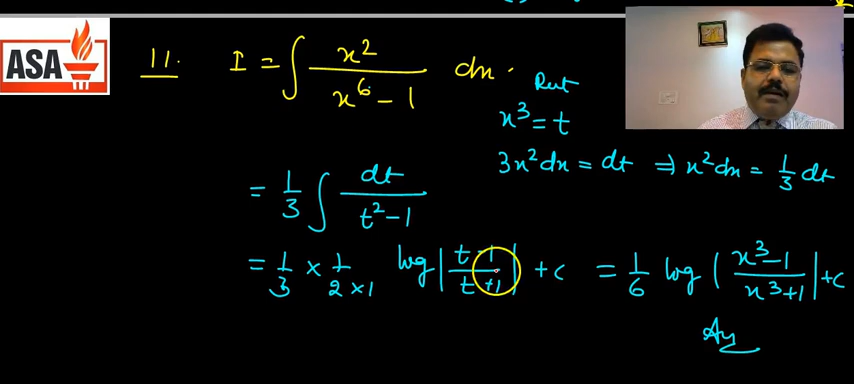 ASA
11. I = ∫ x²/(x⁶ − 1) dx .
Put
x³ = t
3x²dx = dt ⇒ x²dx = 1/3 dt
= 1/3 ∫ dt/(t² − 1)
= 1/3 × 1/(2×1) log |(t − 1)/(t + 1)| + c = 1/6 log |(x³ − 1)/(x³ + 1)| + c